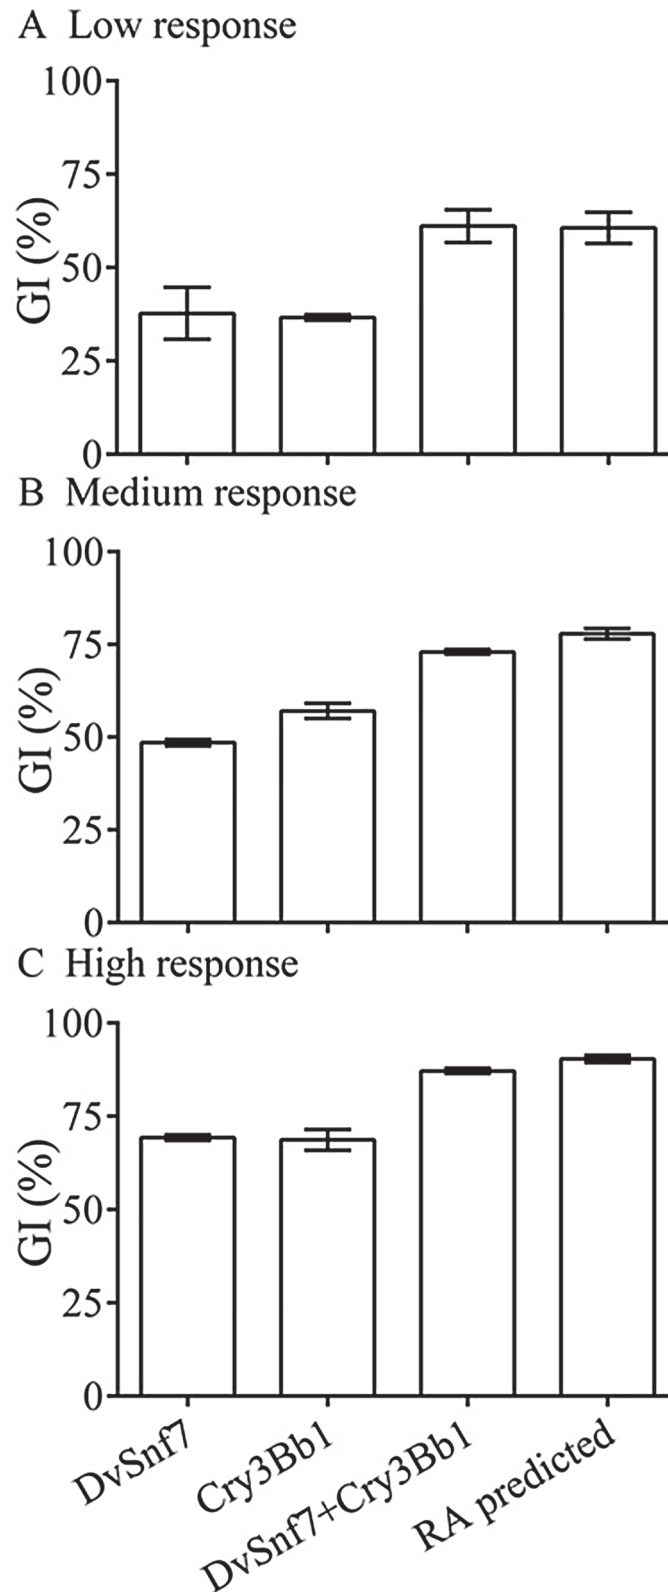 A Low response
100
75
50
25
0
GI (%)
B Medium response
100
75
50
25
0
GI (%)
C High response
100
75
50
25
0
GI (%)
DvSnf7
Cry3Bb1
DvSnf7+Cry3Bb1
RA predicted